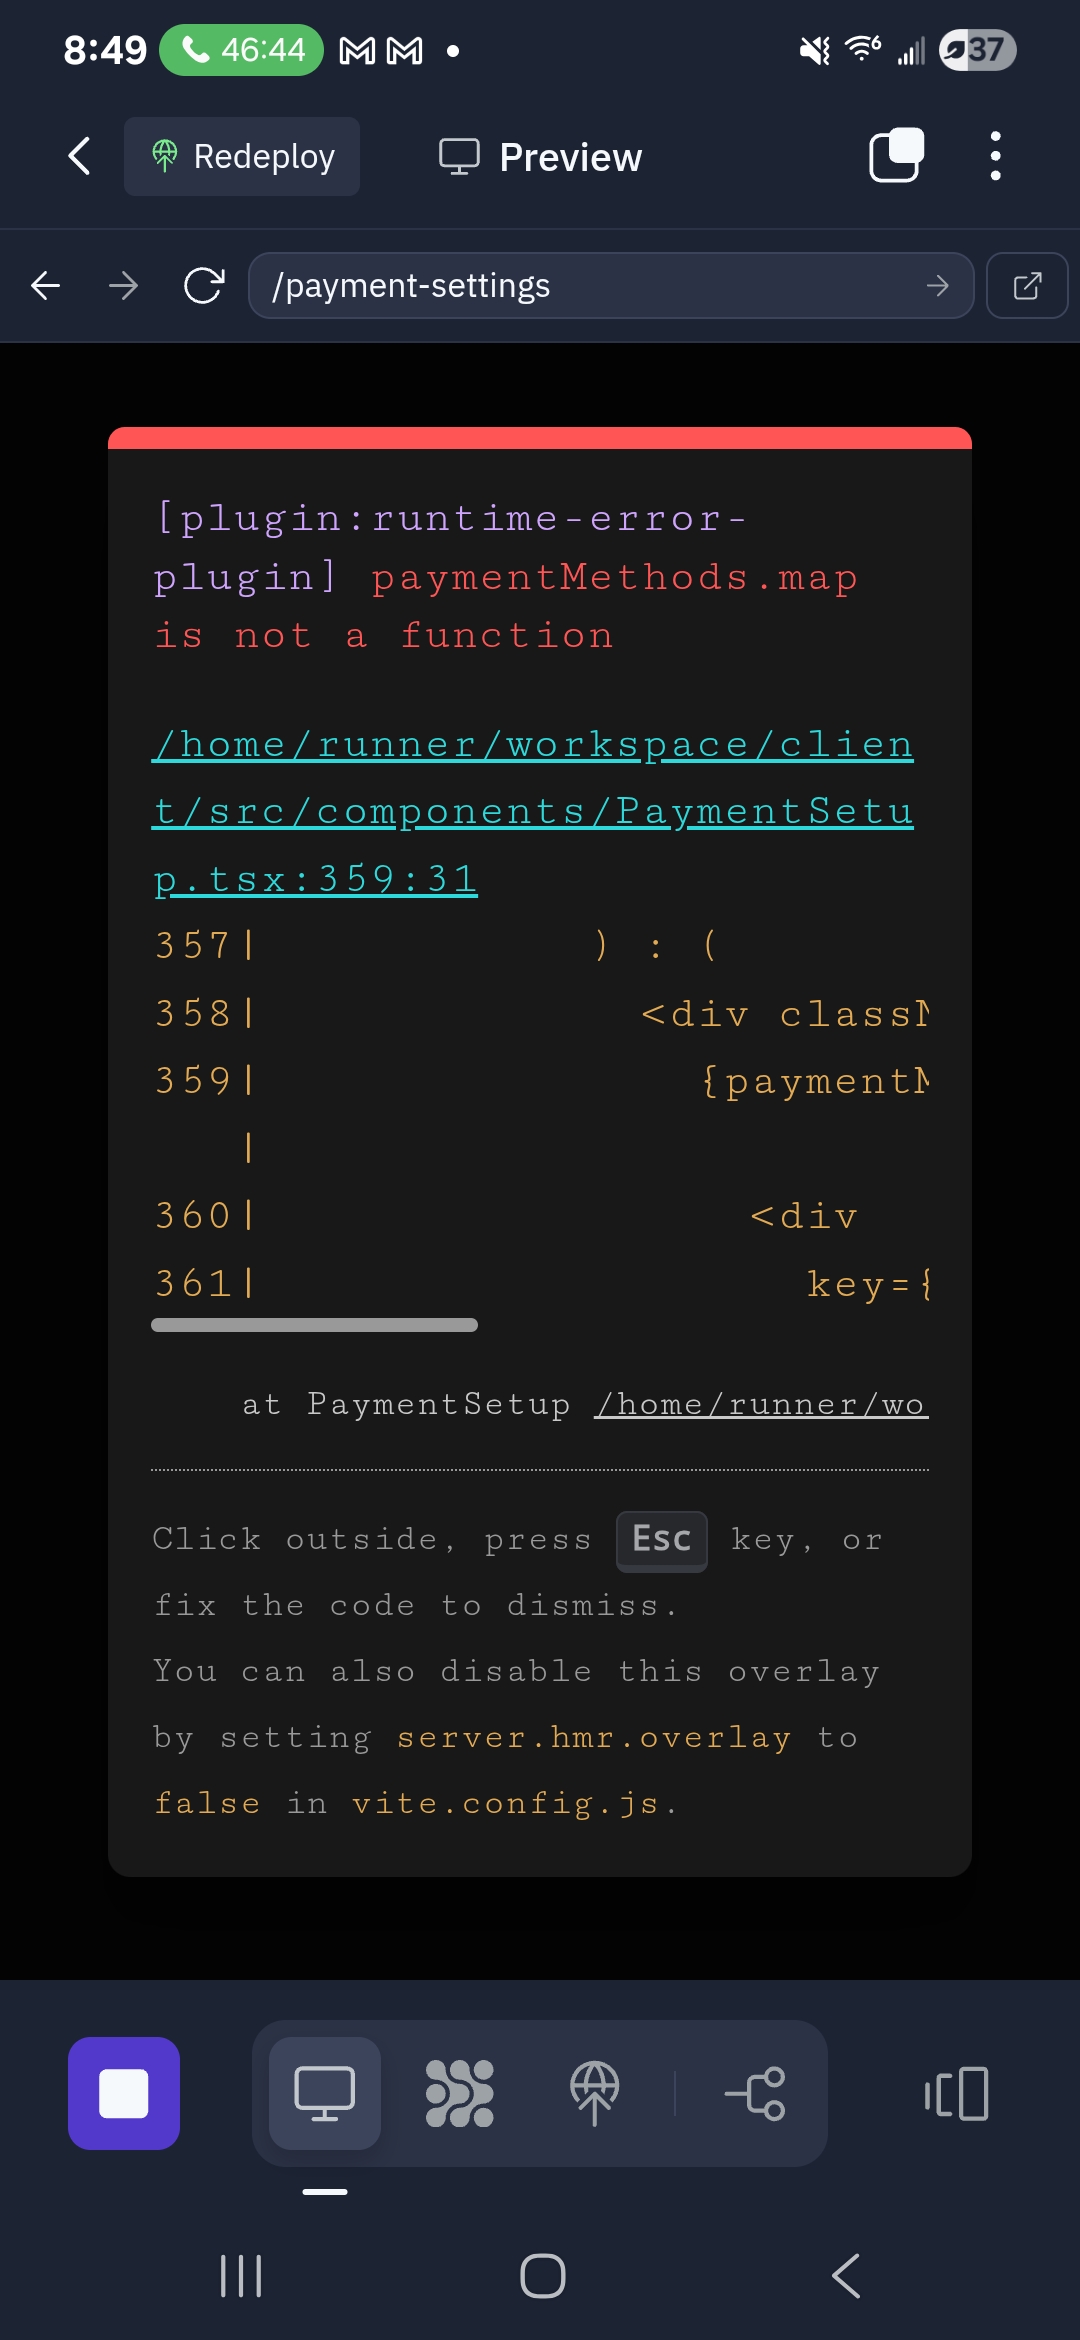 8:49 46:44 37
Redeploy Preview
/payment-settings
[plugin:runtime-error-
plugin] paymentMethods.map
is not a function
/home/runner/workspace/clien
t/src/components/PaymentSetu
p.tsx:359:31
357| ) : (
358| <div classN
359| {paymentM
|
360| <div
361| key={
at PaymentSetup /home/runner/wo
Click outside, press Esc key, or
fix the code to dismiss.
You can also disable this overlay
by setting server.hmr.overlay to
false in vite.config.js.